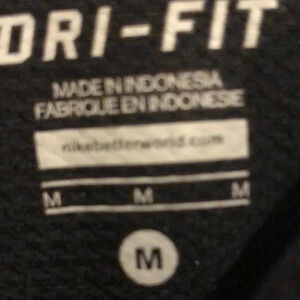 DRI-FIT
MADE IN INDONESIA
FABRIQUE EN INDONESIE
nikebetterworld.com
M M M
M